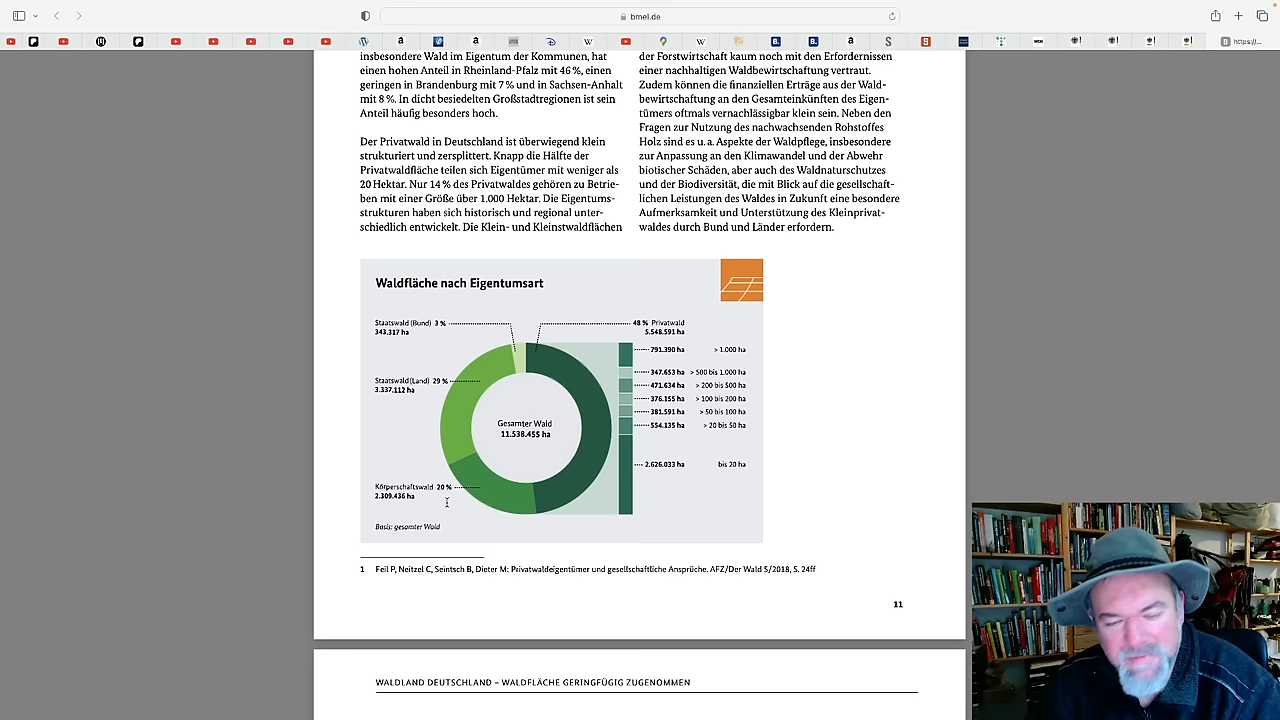 bmel.de
https://...
insbesondere Wald im Eigentum der Kommunen, hat
einen hohen Anteil in Rheinland-Pfalz mit 46 %, einen
geringen in Brandenburg mit 7 % und in Sachsen-Anhalt
mit 8 %. In dicht besiedelten Großstadtregionen ist sein
Anteil häufig besonders hoch.
Der Privatwald in Deutschland ist überwiegend klein
strukturiert und zersplittert. Knapp die Hälfte der
Privatwaldfläche teilen sich Eigentümer mit weniger als
20 Hektar. Nur 14 % des Privatwaldes gehören zu Betrie-
ben mit einer Größe über 1.000 Hektar. Die Eigentums-
strukturen haben sich historisch und regional unter-
schiedlich entwickelt. Die Klein- und Kleinstwaldflächen
der Forstwirtschaft kaum noch mit den Erfordernissen
einer nachhaltigen Waldbewirtschaftung vertraut.
Zudem können die finanziellen Erträge aus der Wald-
bewirtschaftung an den Gesamteinkünften des Eigen-
tümers oftmals vernachlässigbar klein sein. Neben den
Fragen zur Nutzung des nachwachsenden Rohstoffes
Holz sind es u. a. Aspekte der Waldpflege, insbesondere
zur Anpassung an den Klimawandel und der Abwehr
biotischer Schäden, aber auch des Waldnaturschutzes
und der Biodiversität, die mit Blick auf die gesellschaft-
lichen Leistungen des Waldes in Zukunft eine besondere
Aufmerksamkeit und Unterstützung des Kleinprivat-
waldes durch Bund und Länder erfordern.
Waldfläche nach Eigentumsart
Staatswald (Bund) 3 %
343.317 ha
48 % Privatwald
5.548.591 ha
791.390 ha > 1.000 ha
347.653 ha > 500 bis 1.000 ha
471.634 ha > 200 bis 500 ha
376.155 ha > 100 bis 200 ha
381.591 ha > 50 bis 100 ha
554.135 ha > 20 bis 50 ha
2.626.033 ha bis 20 ha
Staatswald (Land) 29 %
3.337.112 ha
Gesamter Wald
11.538.455 ha
Körperschaftswald 20 %
2.309.436 ha
Basis: gesamter Wald
1 Feil P, Neitzel C, Seintsch B, Dieter M: Privatwaldeigentümer und gesellschaftliche Ansprüche. AFZ/Der Wald 5/2018, S. 24ff
11
WALDLAND DEUTSCHLAND – WALDFLÄCHE GERINGFÜGIG ZUGENOMMEN